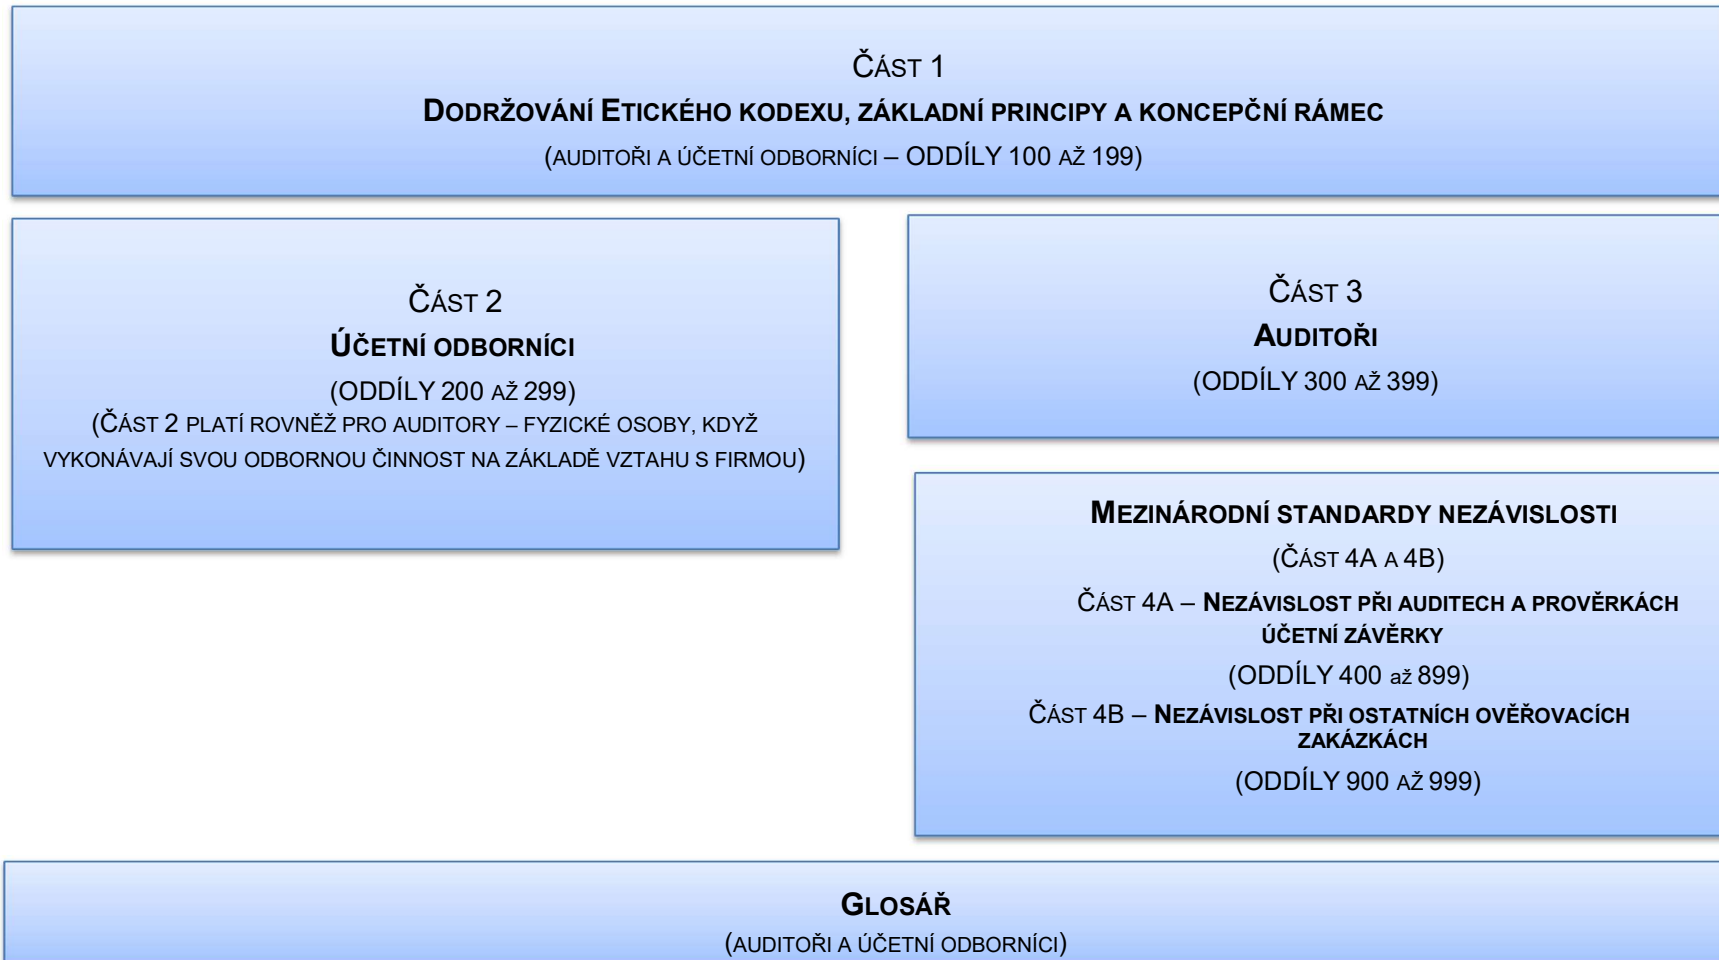 ČÁST 1
DODRŽOVÁNÍ ETICKÉHO KODEXU, ZÁKLADNÍ PRINCIPY A KONCEPČNÍ RÁMEC
(AUDITOŘI A ÚČETNÍ ODBORNÍCI – ODDÍLY 100 AŽ 199)
ČÁST 2
ÚČETNÍ ODBORNÍCI
(ODDÍLY 200 AŽ 299)
(ČÁST 2 PLATÍ ROVNĚŽ PRO AUDITORY – FYZICKÉ OSOBY, KDYŽ
VYKONÁVAJÍ SVOU ODBORNOU ČINNOST NA ZÁKLADĚ VZTAHU S FIRMOU)
ČÁST 3
AUDITOŘI
(ODDÍLY 300 AŽ 399)
MEZINÁRODNÍ STANDARDY NEZÁVISLOSTI
(ČÁST 4A A 4B)
ČÁST 4A – NEZÁVISLOST PŘI AUDITECH A PROVĚRKÁCH
ÚČETNÍ ZÁVĚRKY
(ODDÍLY 400 až 899)
ČÁST 4B – NEZÁVISLOST PŘI OSTATNÍCH OVĚŘOVACÍCH
ZAKÁZKÁCH
(ODDÍLY 900 AŽ 999)
GLOSÁŘ
(AUDITOŘI A ÚČETNÍ ODBORNÍCI)